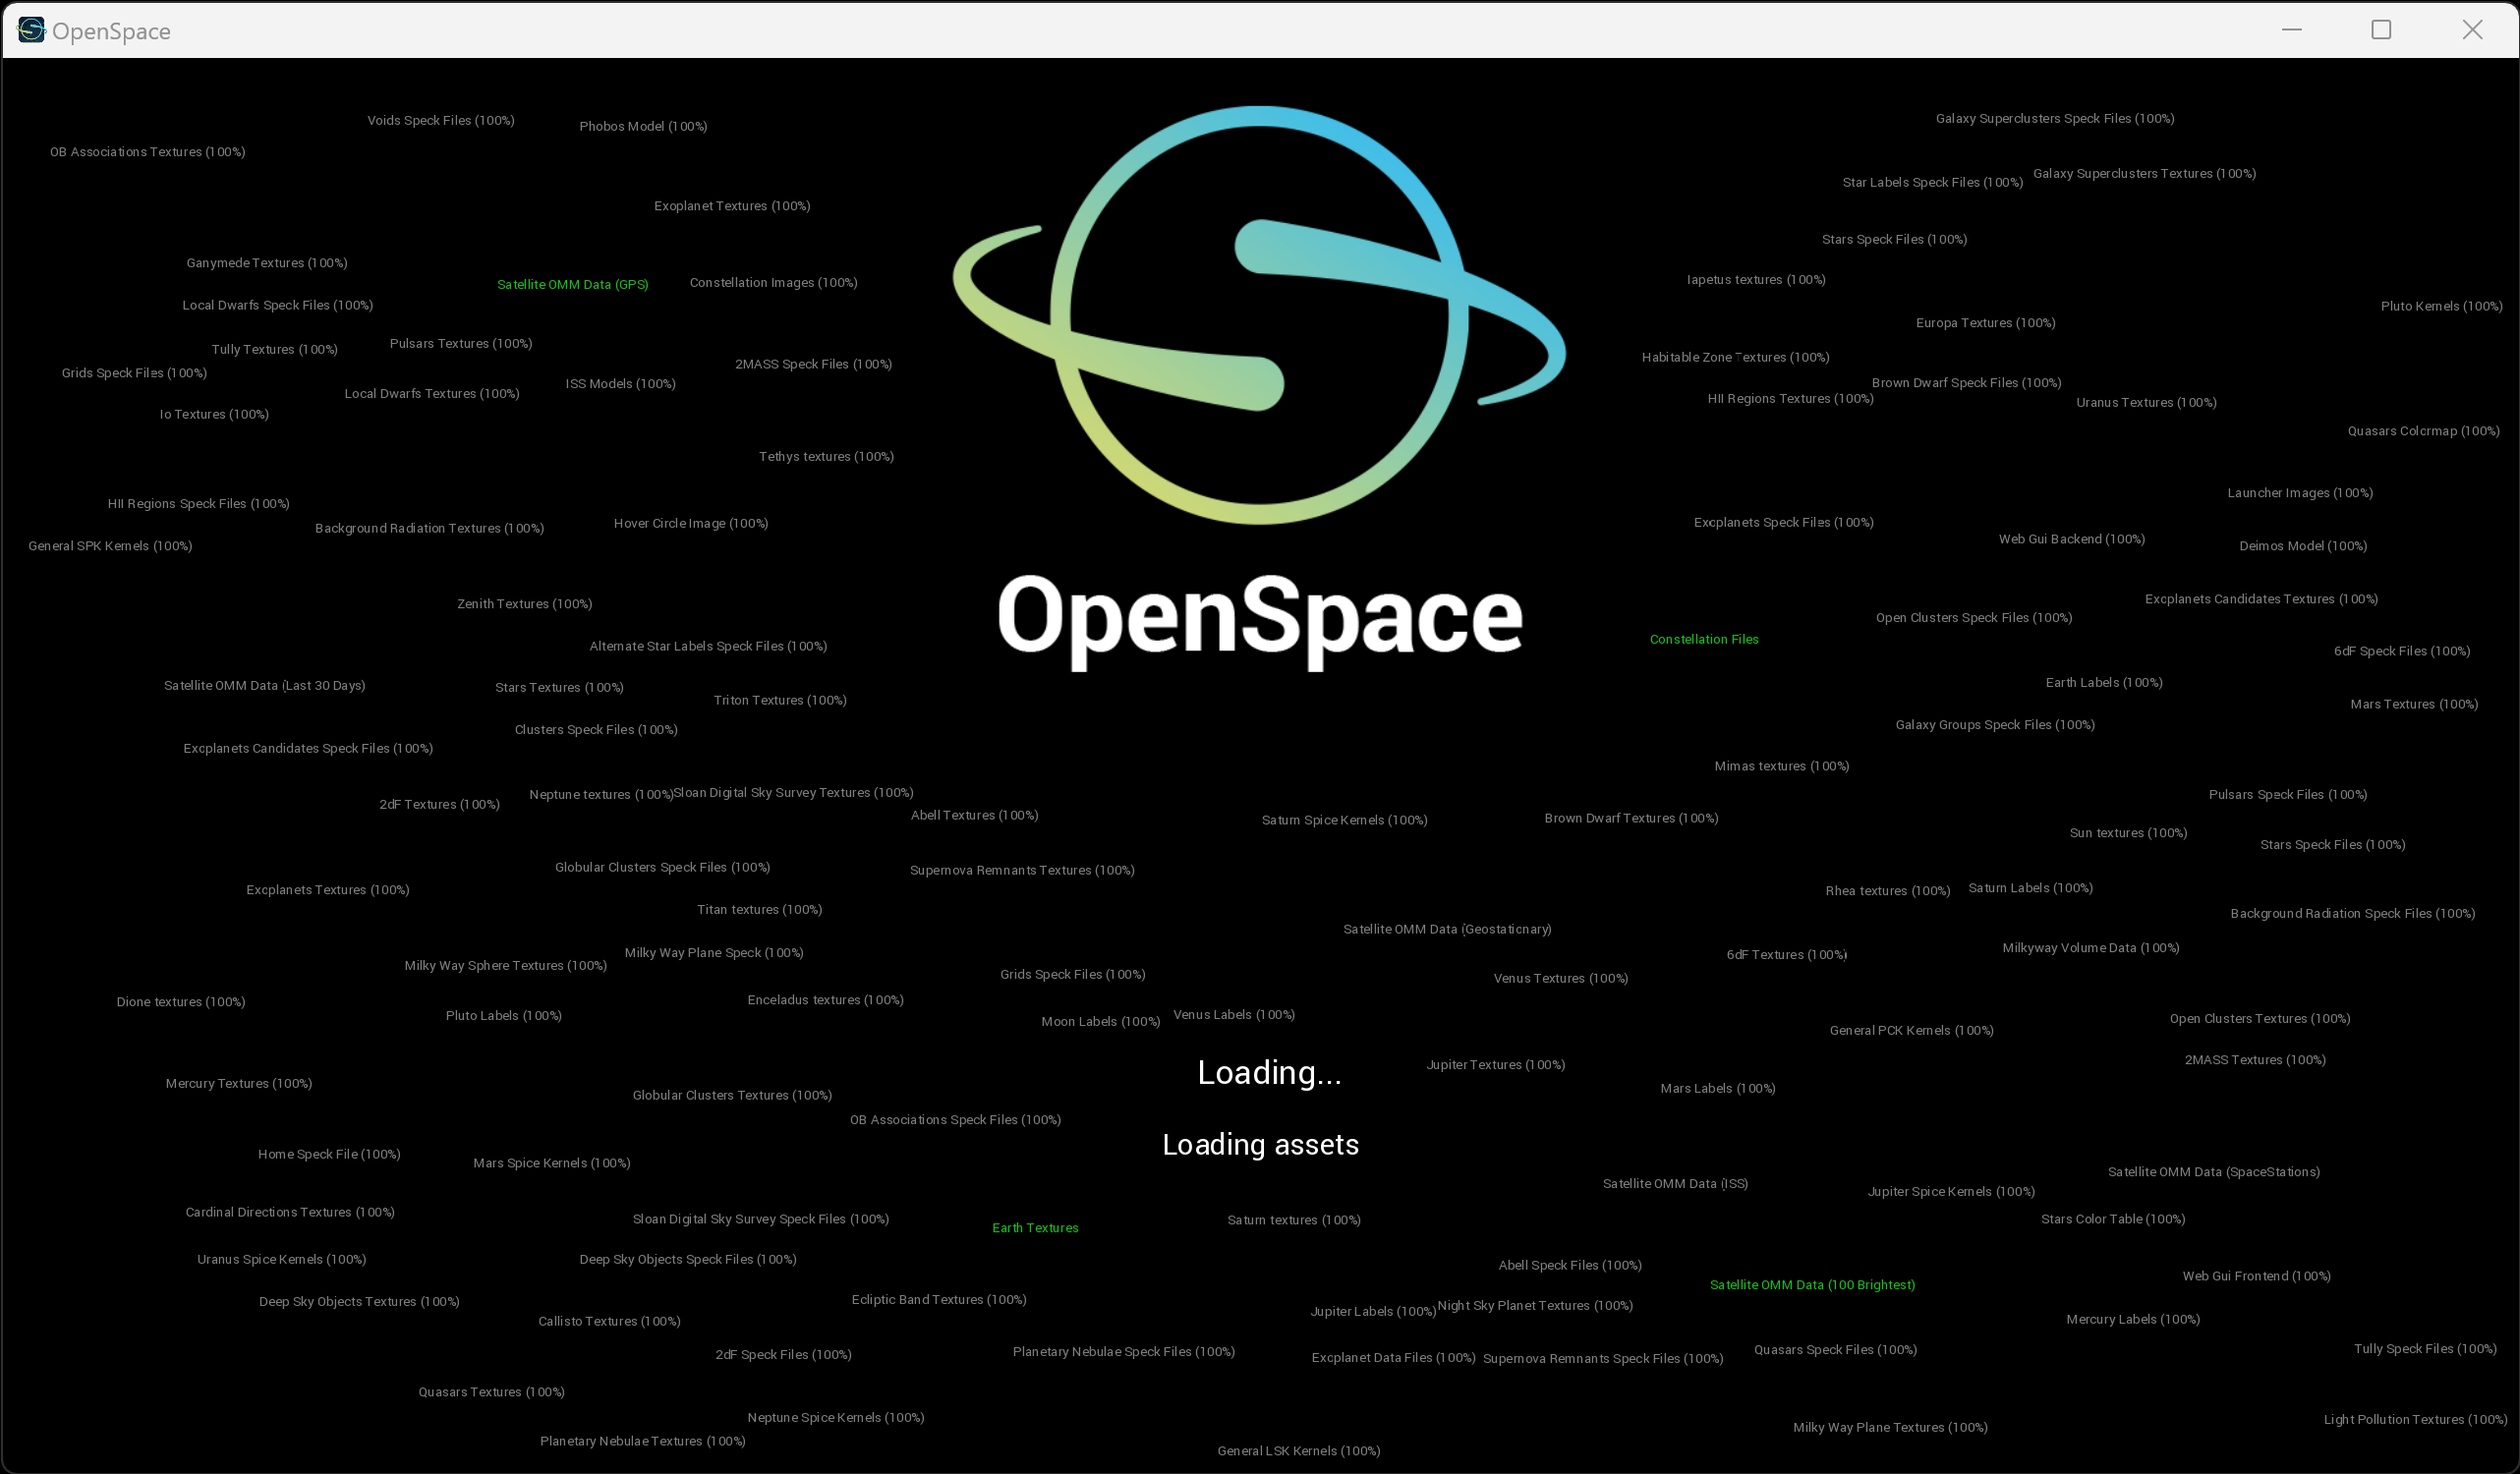 OpenSpace
Voids Speck Files (100%)
Phobos Model (100%)
Galaxy Superclusters Speck Files (100%)
OB Associations Textures (100%)
Star Labels Speck Files (100%)
Galaxy Superclusters Textures (100%)
Exoplanet Textures (100%)
Stars Speck Files (100%)
Ganymede Textures (100%)
Satellite OMM Data (GPS)
Constellation Images (100%)
Iapetus textures (100%)
Local Dwarfs Speck Files (100%)
Pluto Kernels (100%)
Europa Textures (100%)
Tully Textures (100%)
Pulsars Textures (100%)
2MASS Speck Files (100%)
Habitable Zone Textures (100%)
Grids Speck Files (100%)
ISS Models (100%)
Brown Dwarf Speck Files (100%)
Local Dwarfs Textures (100%)
HII Regions Textures (100%)
Uranus Textures (100%)
Io Textures (100%)
Quasars Colormap (100%)
Tethys textures (100%)
Launcher Images (100%)
HII Regions Speck Files (100%)
Background Radiation Textures (100%)
Hover Circle Image (100%)
Exoplanets Speck Files (100%)
Web Gui Backend (100%)
General SPK Kernels (100%)
Deimos Model (100%)
OpenSpace
Zenith Textures (100%)
Exoplanets Candidates Textures (100%)
Open Clusters Speck Files (100%)
Alternate Star Labels Speck Files (100%)
Constellation Files
6dF Speck Files (100%)
Satellite OMM Data (Last 30 Days)
Stars Textures (100%)
Triton Textures (100%)
Earth Labels (100%)
Mars Textures (100%)
Clusters Speck Files (100%)
Galaxy Groups Speck Files (100%)
Exoplanets Candidates Speck Files (100%)
Mimas textures (100%)
2dF Textures (100%)
Neptune textures (100%)
Sloan Digital Sky Survey Textures (100%)
Pulsars Speck Files (100%)
Abell Textures (100%)
Saturn Spice Kernels (100%)
Brown Dwarf Textures (100%)
Sun textures (100%)
Stars Speck Files (100%)
Globular Clusters Speck Files (100%)
Supernova Remnants Textures (100%)
Exoplanets Textures (100%)
Rhea textures (100%)
Saturn Labels (100%)
Titan textures (100%)
Background Radiation Speck Files (100%)
Satellite OMM Data (Geostationary)
Milky Way Plane Speck (100%)
6dF Textures (100%)
Milkyway Volume Data (100%)
Milky Way Sphere Textures (100%)
Grids Speck Files (100%)
Venus Textures (100%)
Dione textures (100%)
Enceladus textures (100%)
Pluto Labels (100%)
Moon Labels (100%)
Venus Labels (100%)
General PCK Kernels (100%)
Open Clusters Textures (100%)
Loading...
Jupiter Textures (100%)
2MASS Textures (100%)
Mercury Textures (100%)
Globular Clusters Textures (100%)
Mars Labels (100%)
OB Associations Speck Files (100%)
Loading assets
Home Speck File (100%)
Mars Spice Kernels (100%)
Satellite OMM Data (SpaceStations)
Satellite OMM Data (ISS)
Jupiter Spice Kernels (100%)
Cardinal Directions Textures (100%)
Sloan Digital Sky Survey Speck Files (100%)
Earth Textures
Saturn textures (100%)
Stars Color Table (100%)
Uranus Spice Kernels (100%)
Deep Sky Objects Speck Files (100%)
Abell Speck Files (100%)
Satellite OMM Data (100 Brightest)
Web Gui Frontend (100%)
Deep Sky Objects Textures (100%)
Ecliptic Band Textures (100%)
Jupiter Labels (100%)
Night Sky Planet Textures (100%)
Callisto Textures (100%)
Mercury Labels (100%)
2dF Speck Files (100%)
Planetary Nebulae Speck Files (100%)
Exoplanet Data Files (100%)
Supernova Remnants Speck Files (100%)
Quasars Speck Files (100%)
Tully Speck Files (100%)
Quasars Textures (100%)
Neptune Spice Kernels (100%)
Milky Way Plane Textures (100%)
Light Pollution Textures (100%)
Planetary Nebulae Textures (100%)
General LSK Kernels (100%)